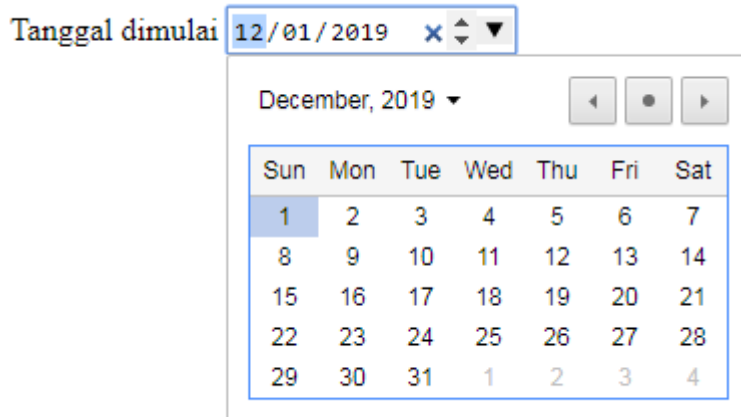 Tanggal dimulai 12/01/2019
December, 2019
Sun Mon Tue Wed Thu Fri Sat
1 2 3 4 5 6 7
8 9 10 11 12 13 14
15 16 17 18 19 20 21
22 23 24 25 26 27 28
29 30 31 1 2 3 4